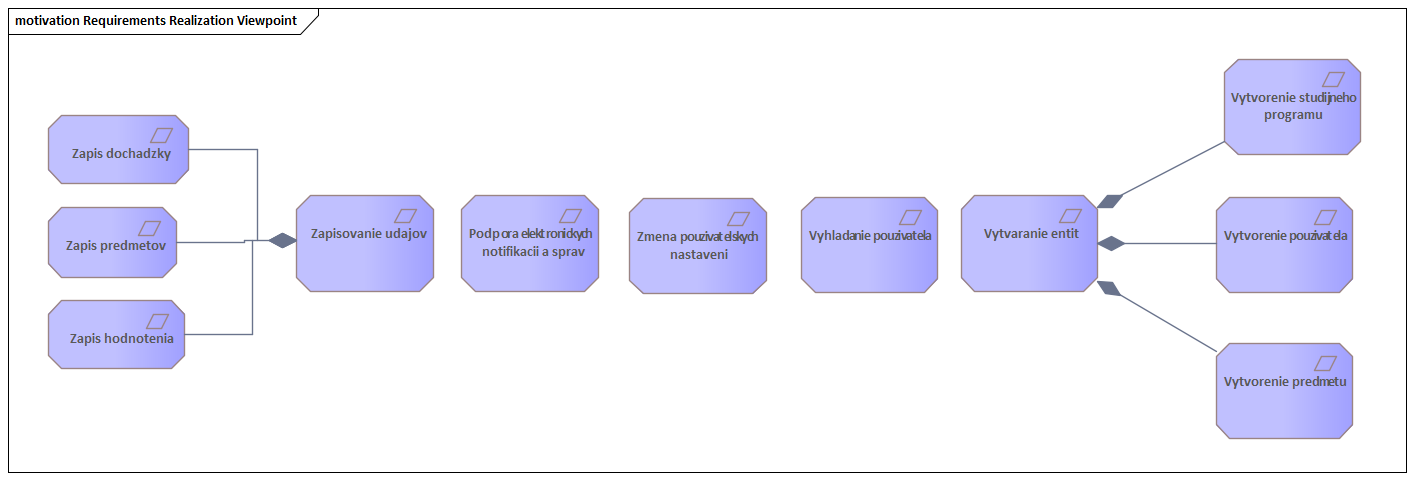 motivation Requirements Realization Viewpoint
Zapis dochadzky
Zapis predmetov
Zapis hodnotenia
Zapisovanie udajov
Podpora elektronickych
notifikacii a sprav
Zmena pouzivatelskych
nastaveni
Vyhladanie pouzivatela
Vytvaranie entit
Vytvorenie studijneho
programu
Vytvorenie pouzivatela
Vytvorenie predmetu